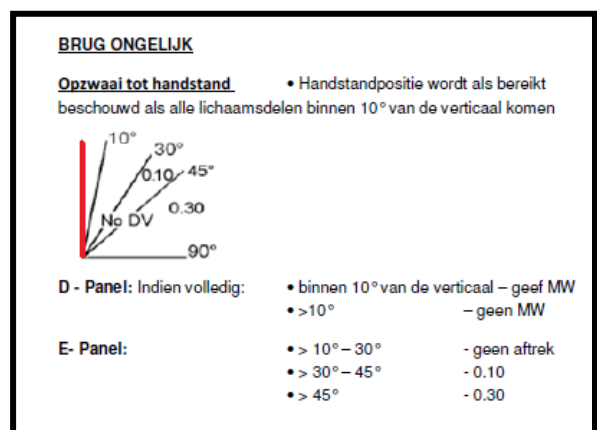 BRUG ONGELIJK
Opzwaai tot handstand • Handstandpositie wordt als bereikt
beschouwd als alle lichaamsdelen binnen 10° van de verticaal komen
10°
30°
0.10 45°
0.30
No DV
90°
D - Panel: Indien volledig: • binnen 10° van de verticaal – geef MW
• >10° – geen MW
E- Panel: • > 10° – 30° - geen aftrek
• > 30° – 45° - 0.10
• > 45° - 0.30